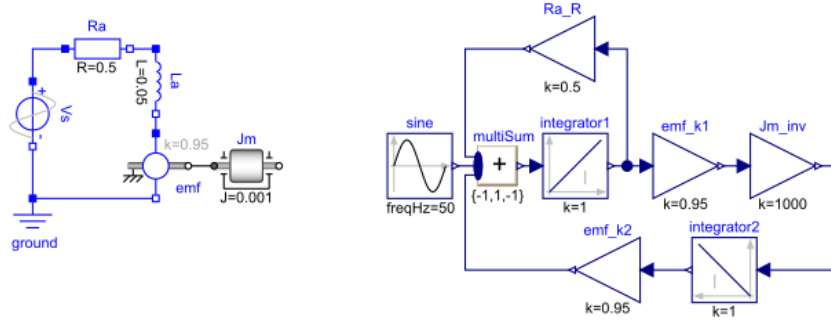 Ra
R=0.5
+
Vs
-
L=0.05
La
k=0.95
emf
Jm
J=0.001
ground
Ra_R
k=0.5
sine
freqHz=50
multiSum
+
{-1,1,-1}
integrator1
I
k=1
emf_k1
k=0.95
Jm_inv
k=1000
emf_k2
k=0.95
integrator2
I
k=1